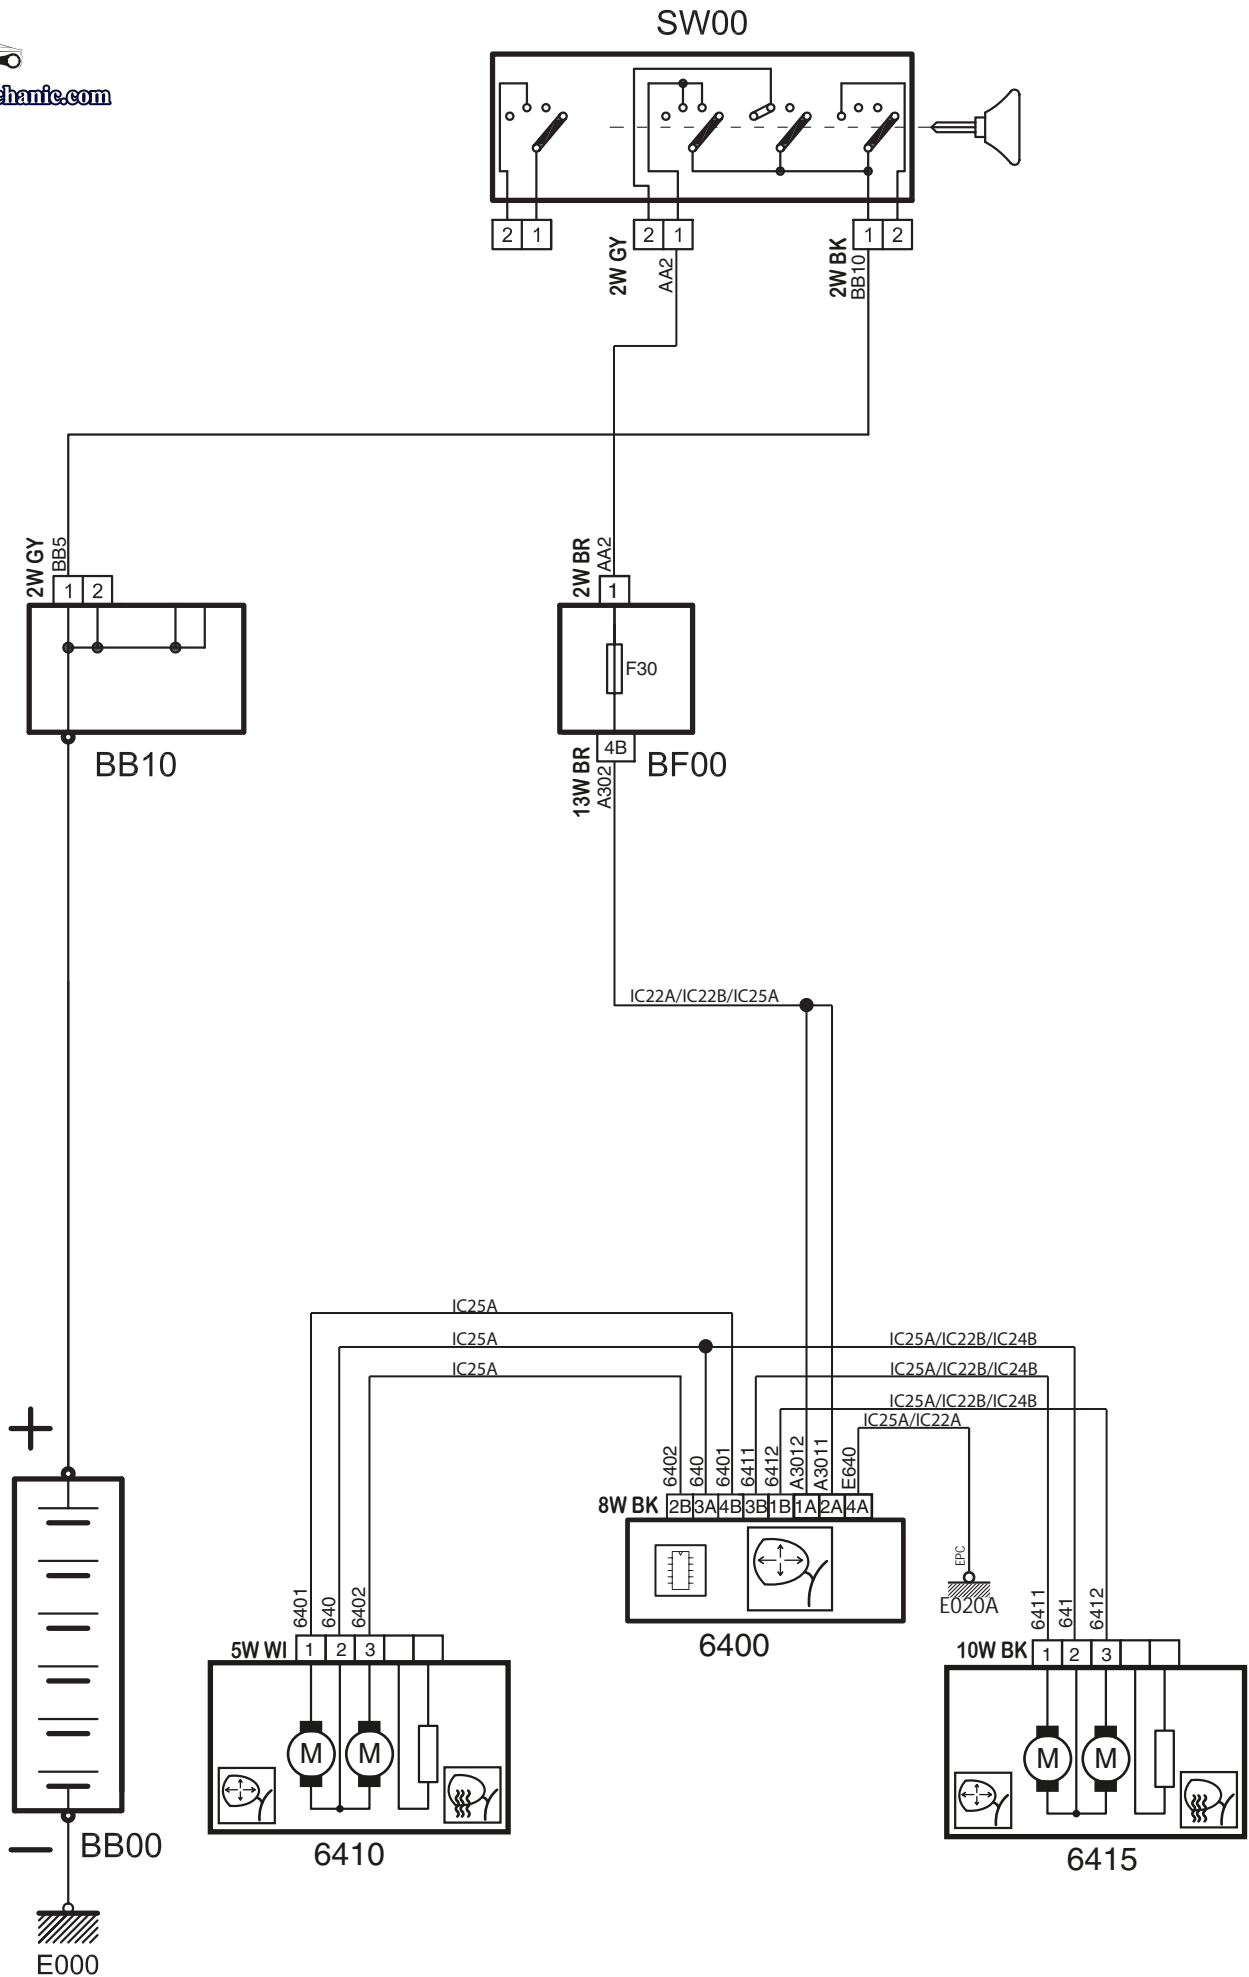 SW00
chanic.com
2 1
2 1
1 2
2W GY
AA2
2W BK
BB10
2W GY
BB5
1 2
BB10
2W BR
AA2
1
F30
4B
BF00
13W BR
A302
IC22A/IC22B/IC25A
IC25A
IC25A
IC25A/IC22B/IC24B
IC25A
IC25A/IC22B/IC24B
IC25A/IC22B/IC24B
IC25A/IC22A
+
6402
640
6401
6411
6412
A3012
A3011
E640
8W BK
2B 3A 4B 3B 1B 1A 2A 4A
6400
EPC
E020A
6401
640
6402
5W WI
1 2 3
M M
6410
6411
641
6412
10W BK
1 2 3
M M
6415
−
BB00
E000